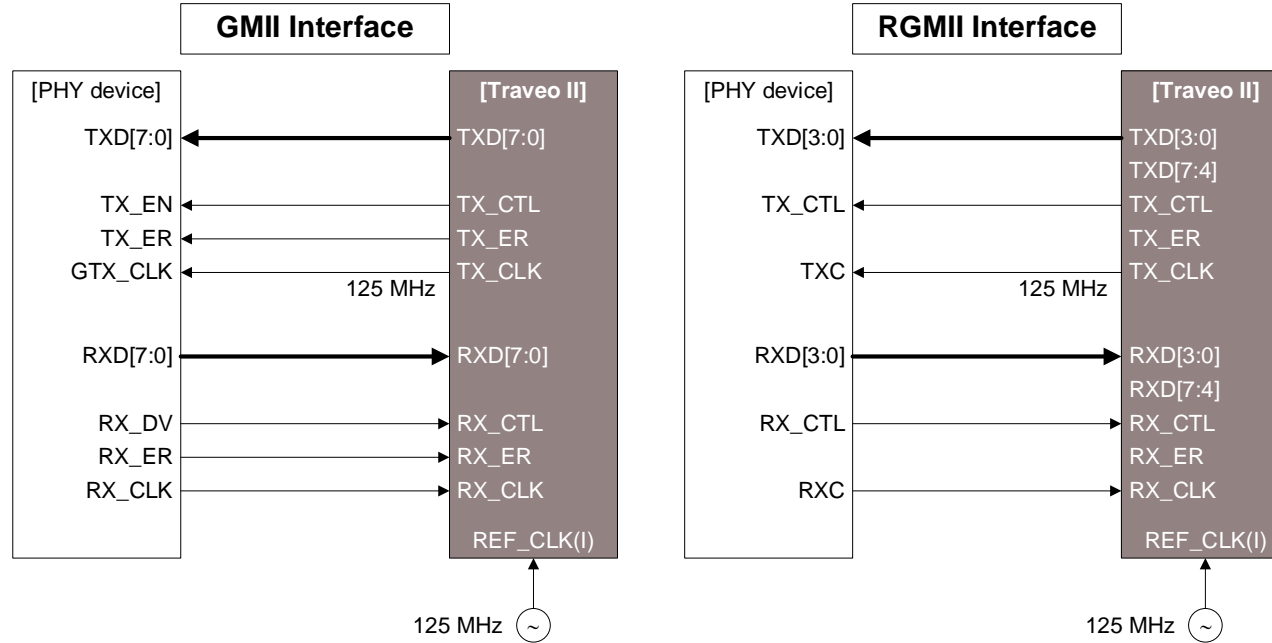 GMII Interface
[PHY device]
[Traveo II]
TXD[7:0]
TXD[7:0]
TX_EN
TX_CTL
TX_ER
TX_ER
GTX_CLK
TX_CLK
125 MHz
RXD[7:0]
RXD[7:0]
RX_DV
RX_CTL
RX_ER
RX_ER
RX_CLK
RX_CLK
REF_CLK(I)
125 MHz
~
RGMII Interface
[PHY device]
[Traveo II]
TXD[3:0]
TXD[3:0]
TXD[7:4]
TX_CTL
TX_CTL
TX_ER
TXC
TX_CLK
125 MHz
RXD[3:0]
RXD[3:0]
RXD[7:4]
RX_CTL
RX_CTL
RX_ER
RXC
RX_CLK
REF_CLK(I)
125 MHz
~